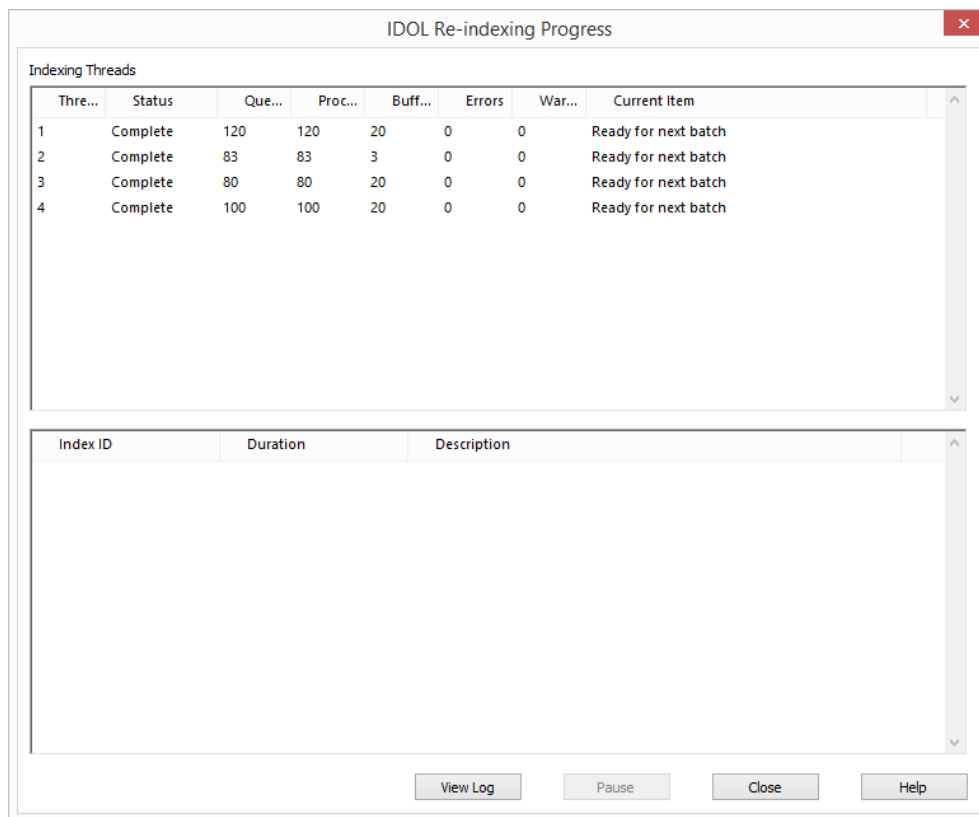 IDOL Re-indexing Progress
Indexing Threads
Thre... Status Que... Proc... Buff... Errors War... Current Item
1 Complete 120 120 20 0 0 Ready for next batch
2 Complete 83 83 3 0 0 Ready for next batch
3 Complete 80 80 20 0 0 Ready for next batch
4 Complete 100 100 20 0 0 Ready for next batch
Index ID Duration Description
View Log Pause Close Help